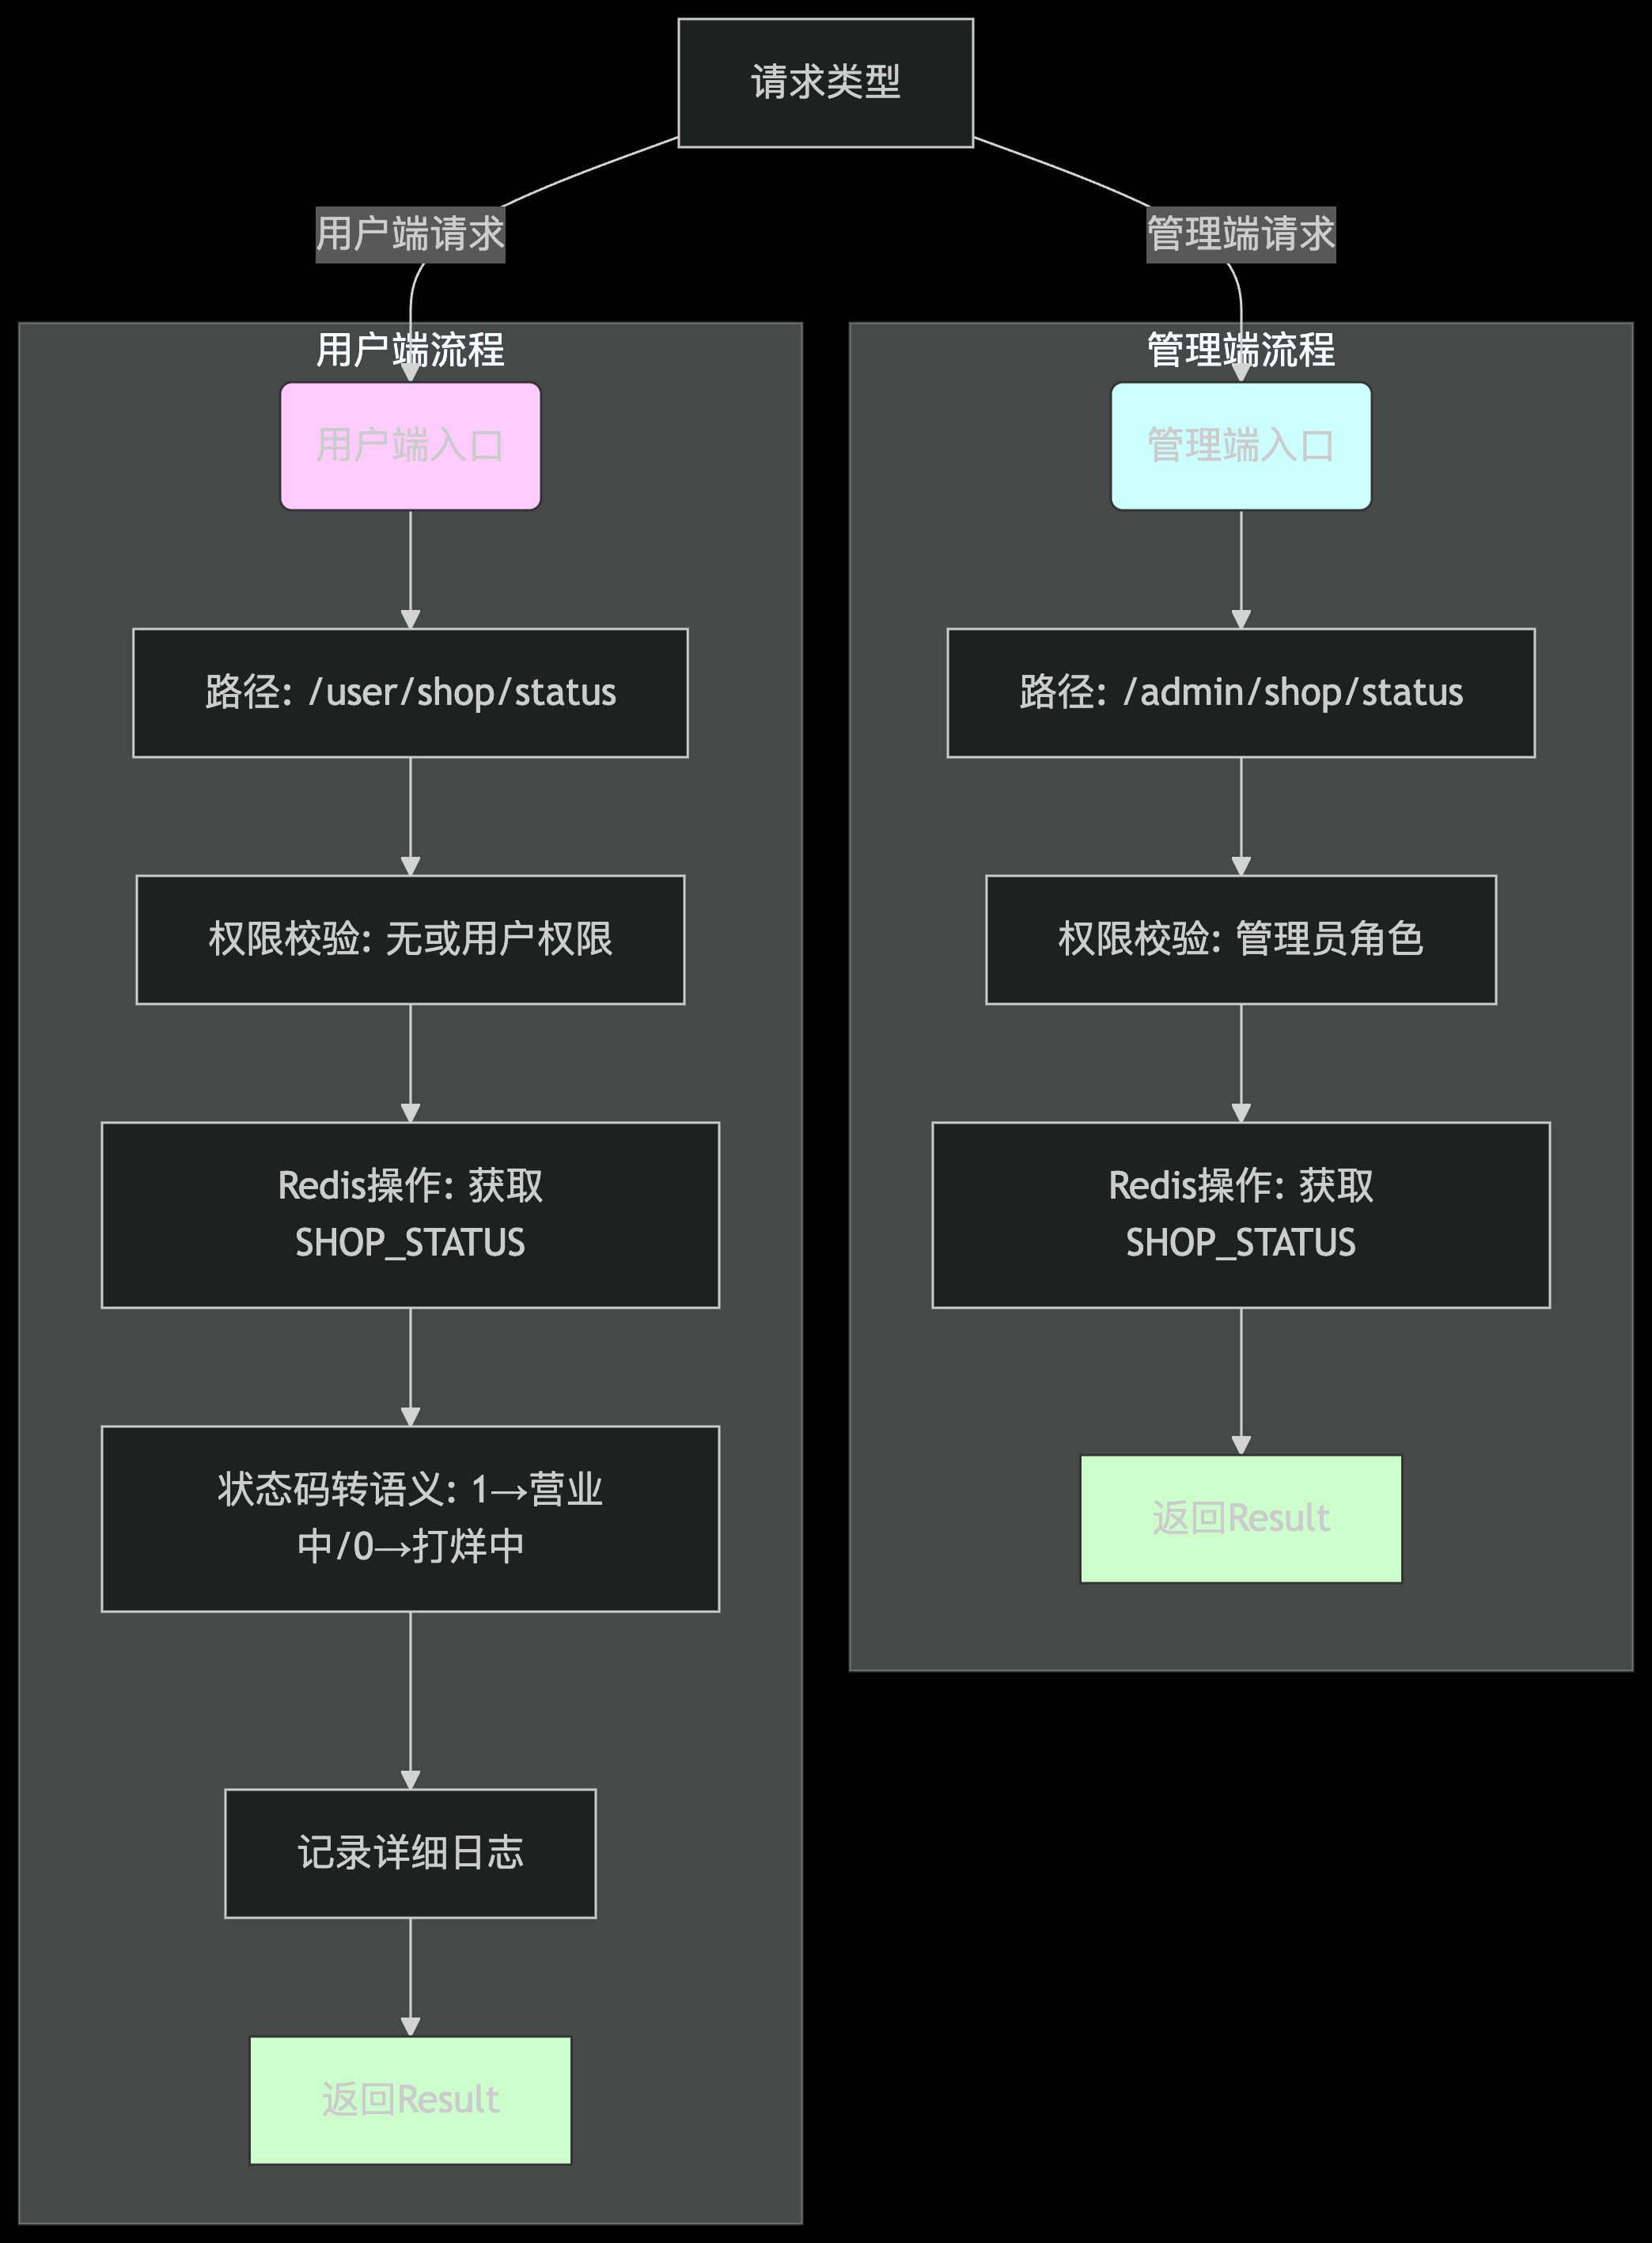 请求类型
用户端请求
管理端请求
用户端流程
用户端入口
路径: /user/shop/status
权限校验: 无或用户权限
Redis操作: 获取
SHOP_STATUS
状态码转语义: 1→营业
中/0→打烊中
记录详细日志
返回Result
管理端流程
管理端入口
路径: /admin/shop/status
权限校验: 管理员角色
Redis操作: 获取
SHOP_STATUS
返回Result